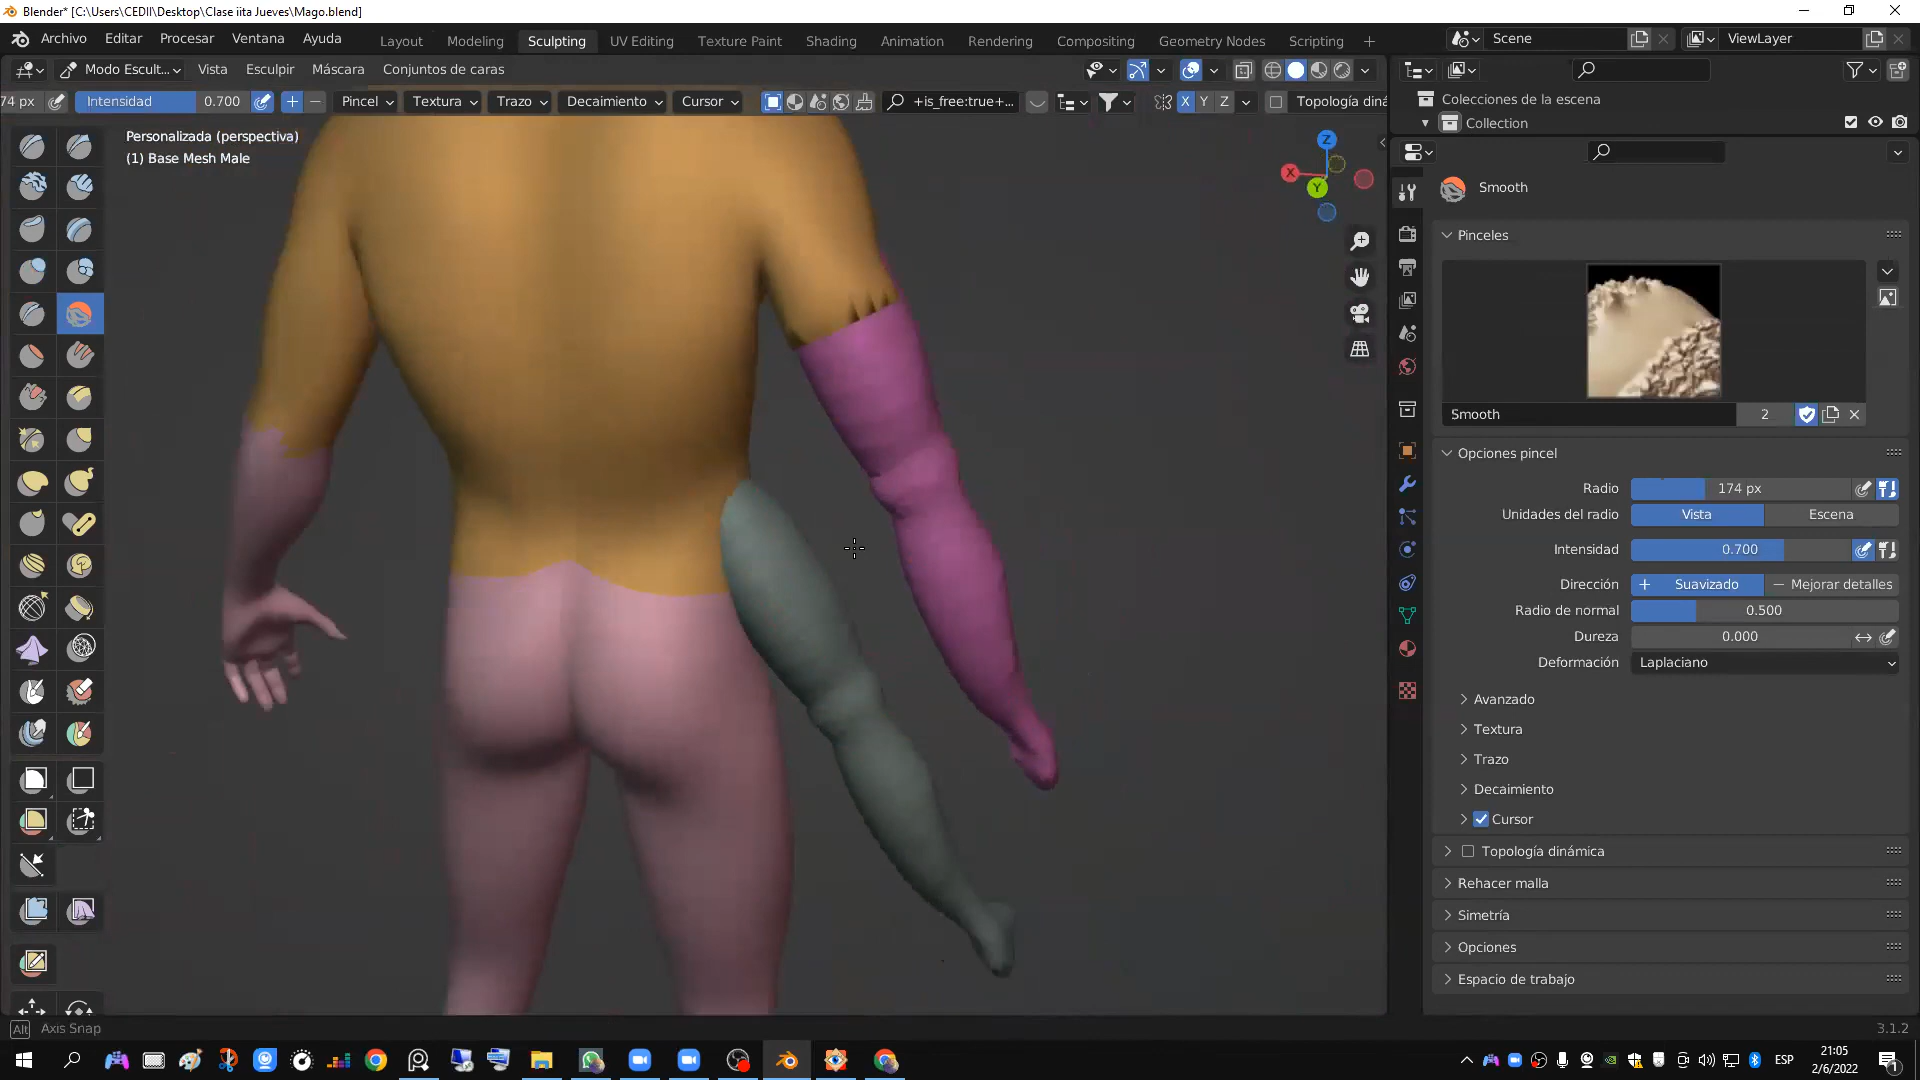 Blender* [C:\Users\CEDII\Desktop\Clase iita Jueves\Mago.blend]
Archivo Editar Procesar Ventana Ayuda Layout Modeling Sculpting UV Editing Texture Paint Shading Animation Rendering Compositing Geometry Nodes Scripting + Scene ViewLayer
Modo Escult... Vista Esculpir Máscara Conjuntos de caras
74 px Intensidad 0.700 Pincel Textura Trazo Decaimiento Cursor +is_free:true+... X Y Z Topología diná
Colecciones de la escena
Collection
Personalizada (perspectiva)
(1) Base Mesh Male
Z
X
Y
Smooth
Pinceles
Smooth 2
Opciones pincel
Radio 174 px
Unidades del radio Vista Escena
Intensidad 0.700
Dirección + Suavizado − Mejorar detalles
Radio de normal 0.500
Dureza 0.000
Deformación Laplaciano
Avanzado
Textura
Trazo
Decaimiento
Cursor
Topología dinámica
Rehacer malla
Simetría
Opciones
Espacio de trabajo
Alt Axis Snap 3.1.2
ESP 21:05
2/6/2022
1